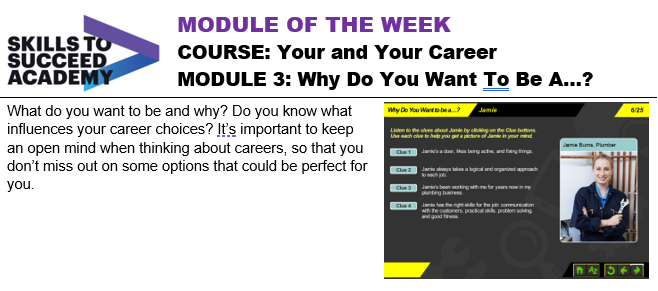 SKILLS TO
SUCCEED
ACADEMY
MODULE OF THE WEEK
COURSE: Your and Your Career
MODULE 3: Why Do You Want To Be A...?
What do you want to be and why? Do you know what
influences your career choices? It's important to keep
an open mind when thinking about careers, so that you
don't miss out on some options that could be perfect for
you.
Why Do You Want to be a...? Jamie 6/25
Listen to the clues about Jamie by clicking on the Clue buttons.
Use each clue to help you get a picture of Jamie in your mind.
Clue 1 Jamie's a doer, likes being active, and fixing things.
Clue 2 Jamie always takes a logical and organized approach
to each job.
Clue 3 Jamie's been working with me for years now in my
plumbing business.
Clue 4 Jamie has the right skills for the job: communication
with the customers, practical skills, problem solving,
and good fitness.
Jamie Burns, Plumber
AZ